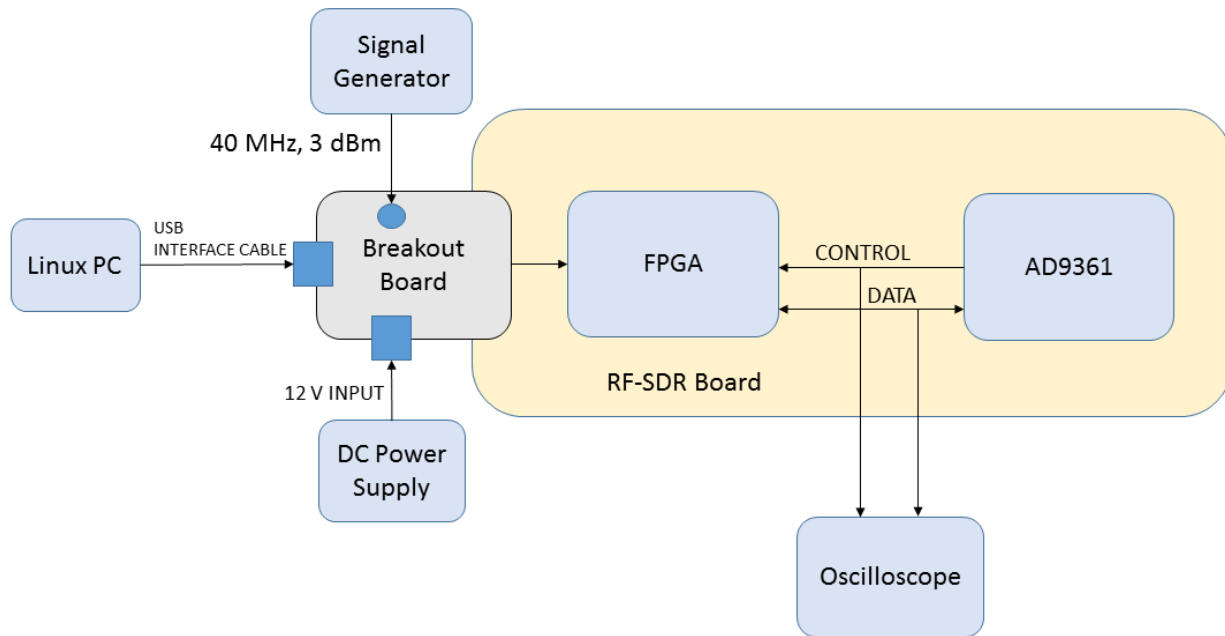 Signal
Generator
40 MHz, 3 dBm
USB
INTERFACE CABLE
Linux PC
Breakout
Board
FPGA
CONTROL
DATA
AD9361
RF-SDR Board
12 V INPUT
DC Power
Supply
Oscilloscope